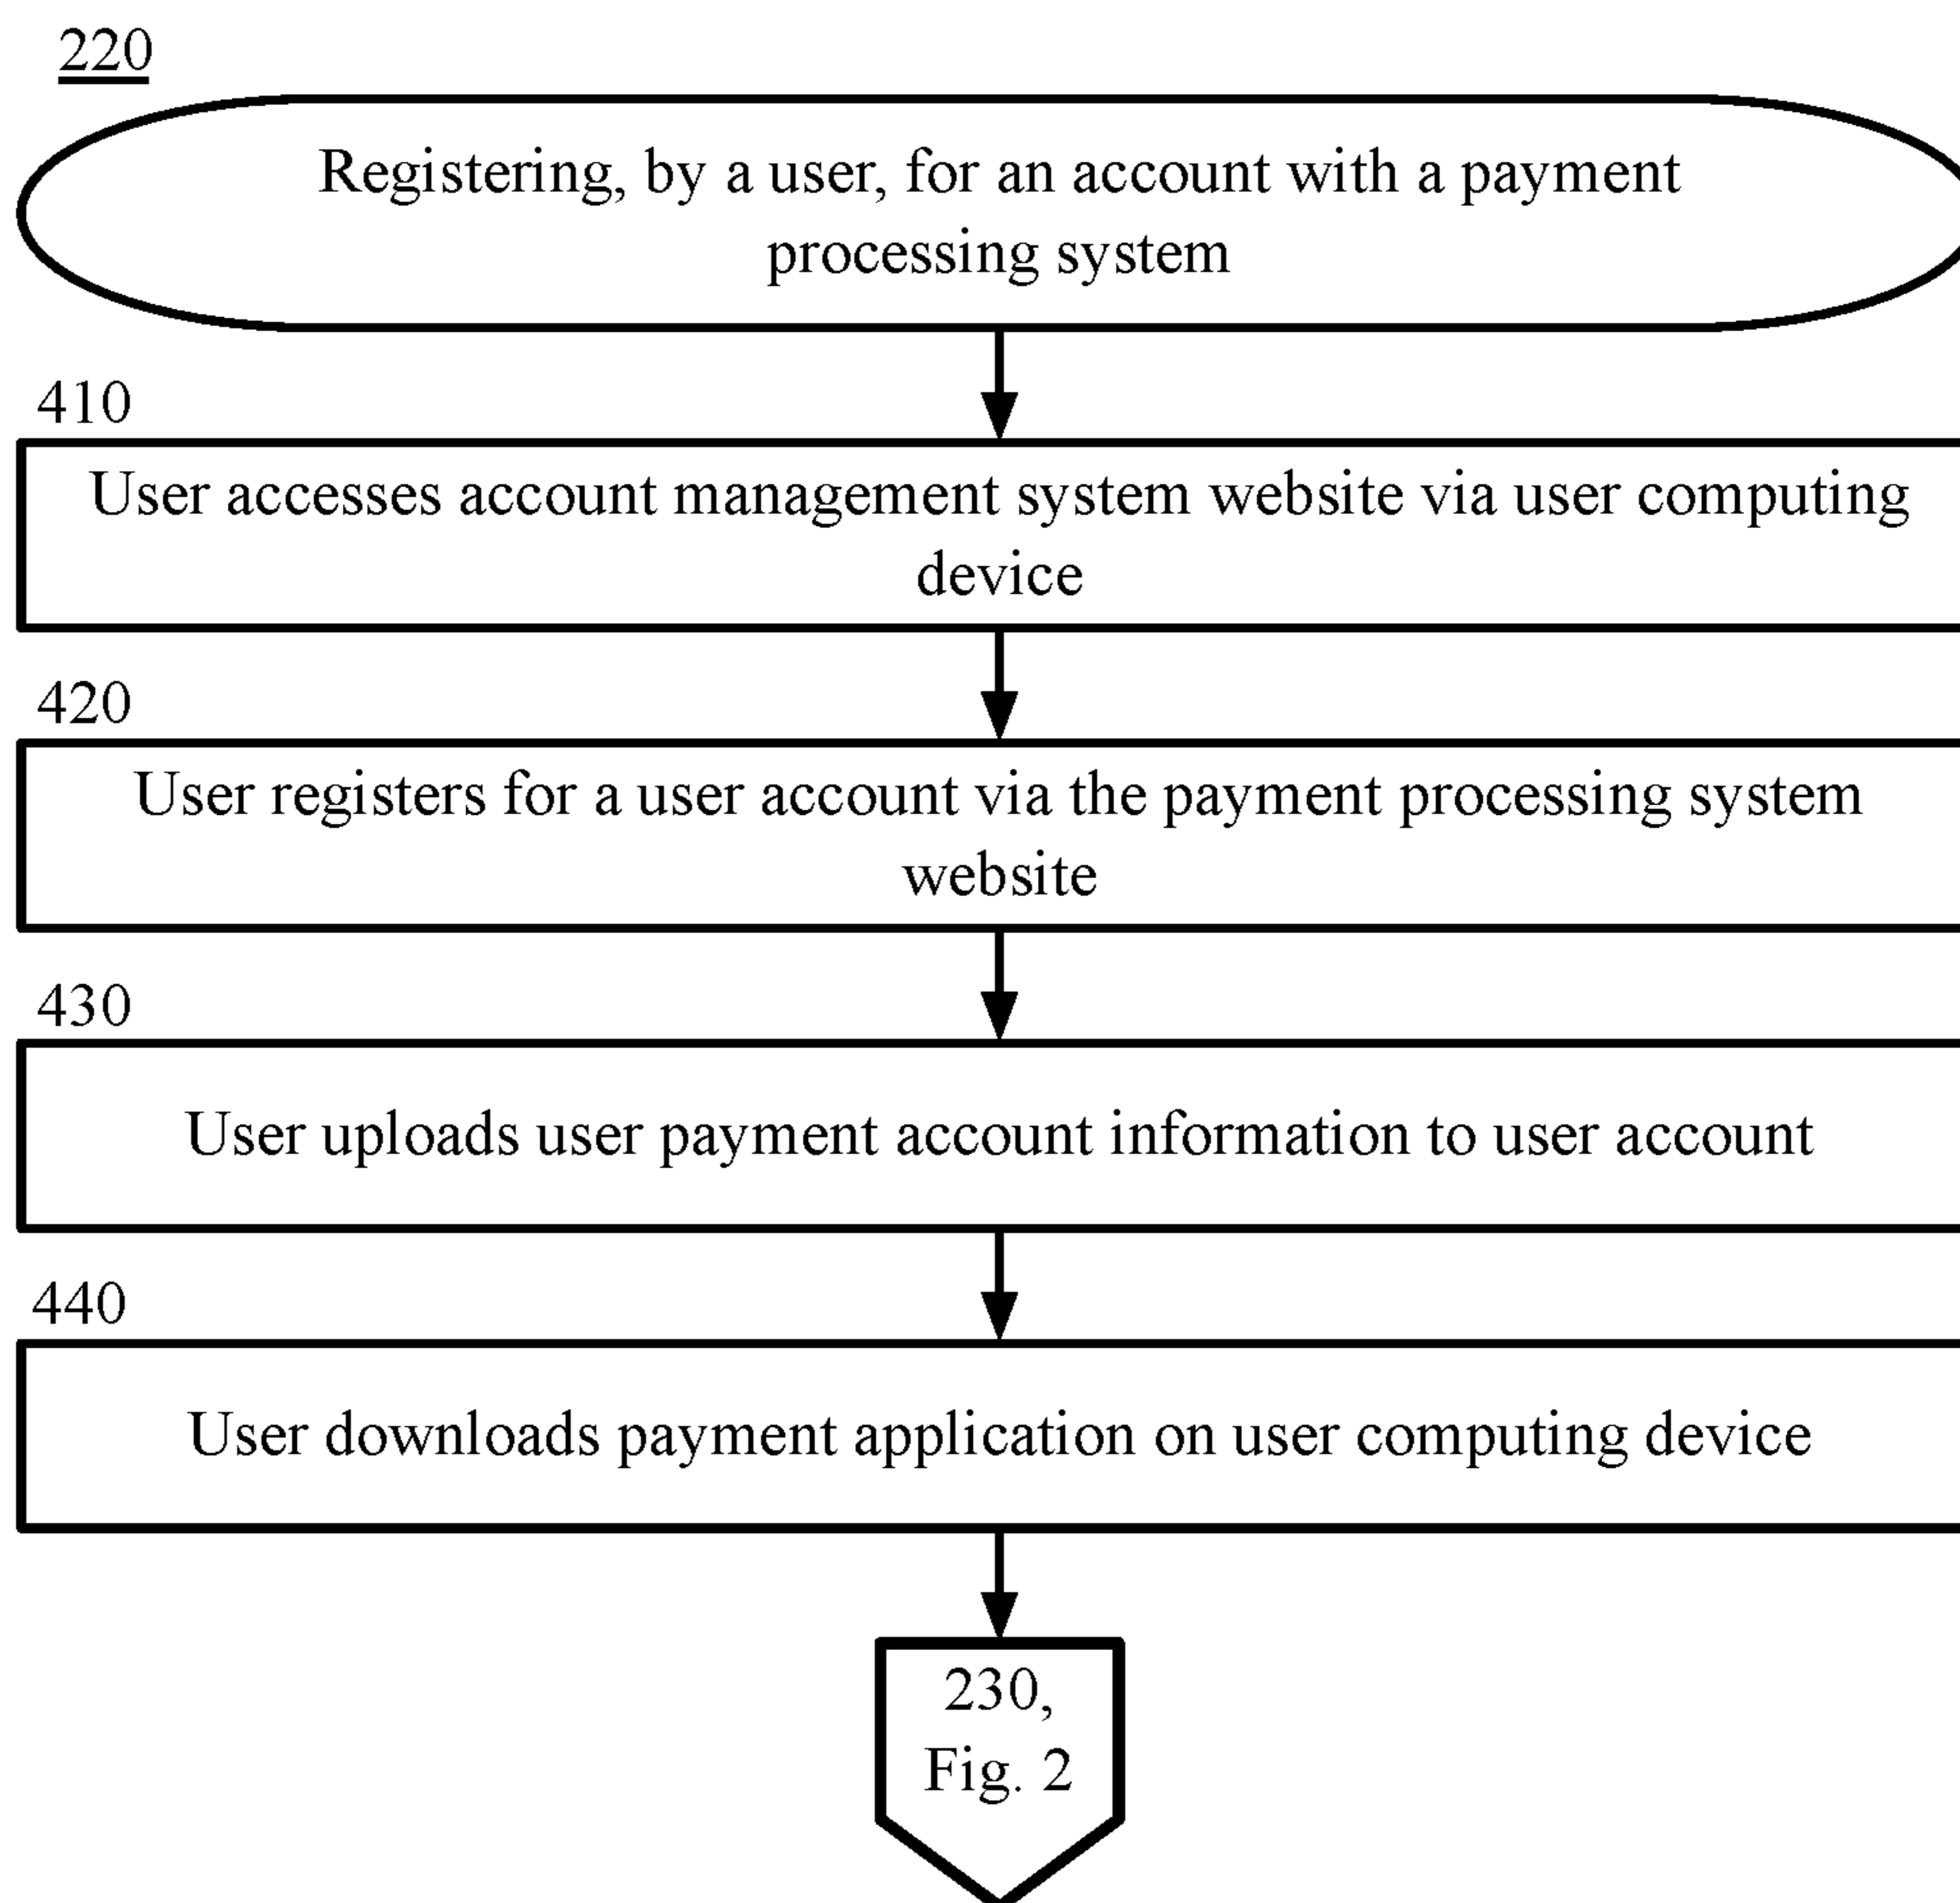 220
Registering, by a user, for an account with a payment
processing system
410
User accesses account management system website via user computing
device
420
User registers for a user account via the payment processing system
website
430
User uploads user payment account information to user account
440
User downloads payment application on user computing device
230,
Fig. 2